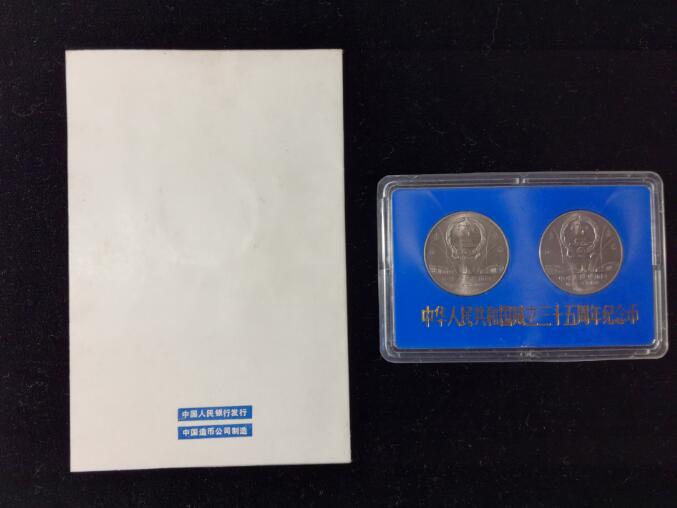 中国人民银行发行
中国造币公司制造
中华人民共和国成立三十五周年纪念币